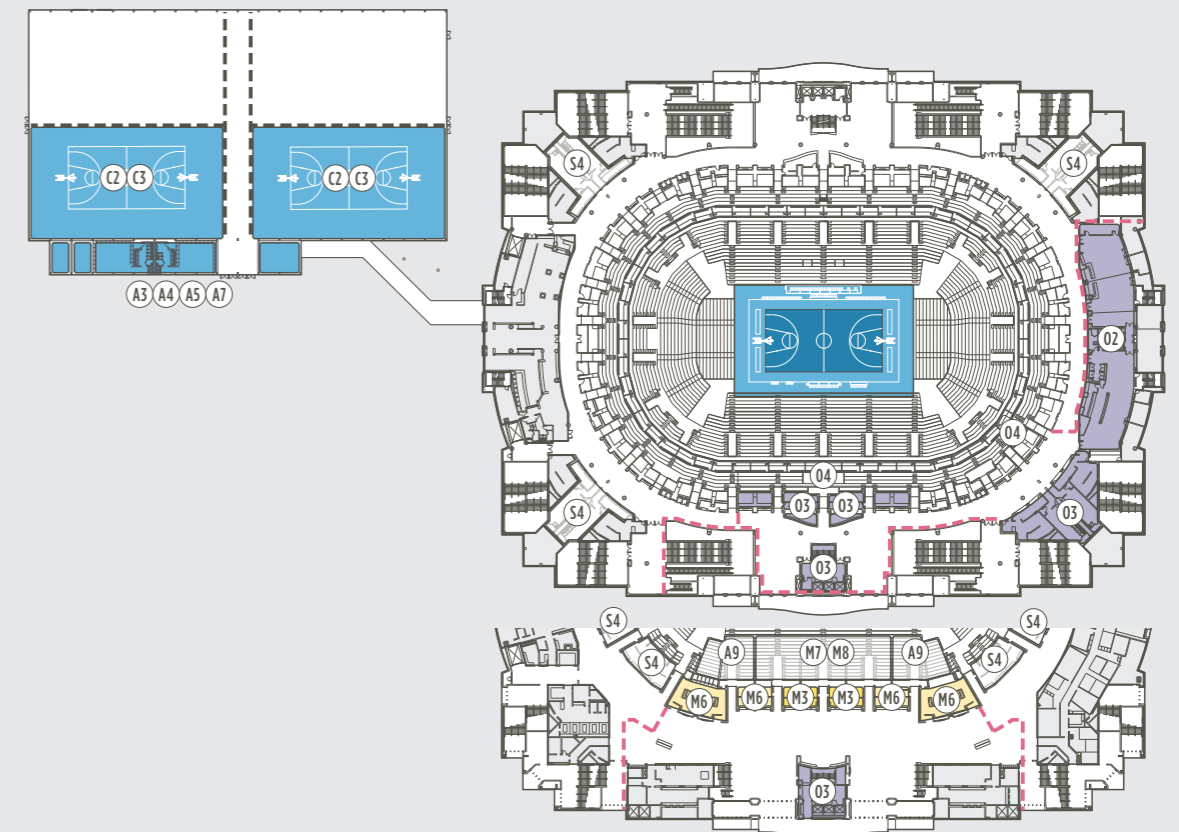 S4 S4
C2 C3 C2 C3
A3 A4 A5 A7
O2
O4
O4
O3 O3
S4 O3
O3
S4 S4
S4 A9 M7 M8 A9 S4
M6 M6 M3 M3 M6 M6
O3